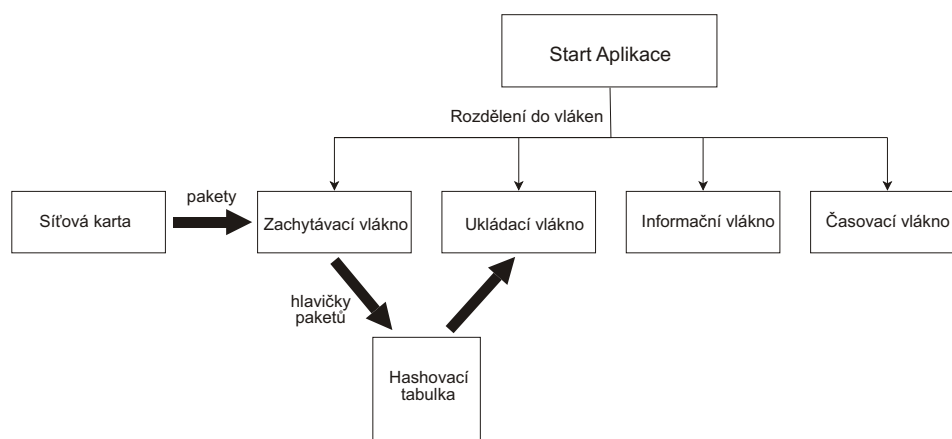 Start Aplikace
Rozdělení do vláken
pakety
Síťová karta
Zachytávací vlákno
Ukládací vlákno
Informační vlákno
Časovací vlákno
hlavičky
paketů
Hashovací
tabulka